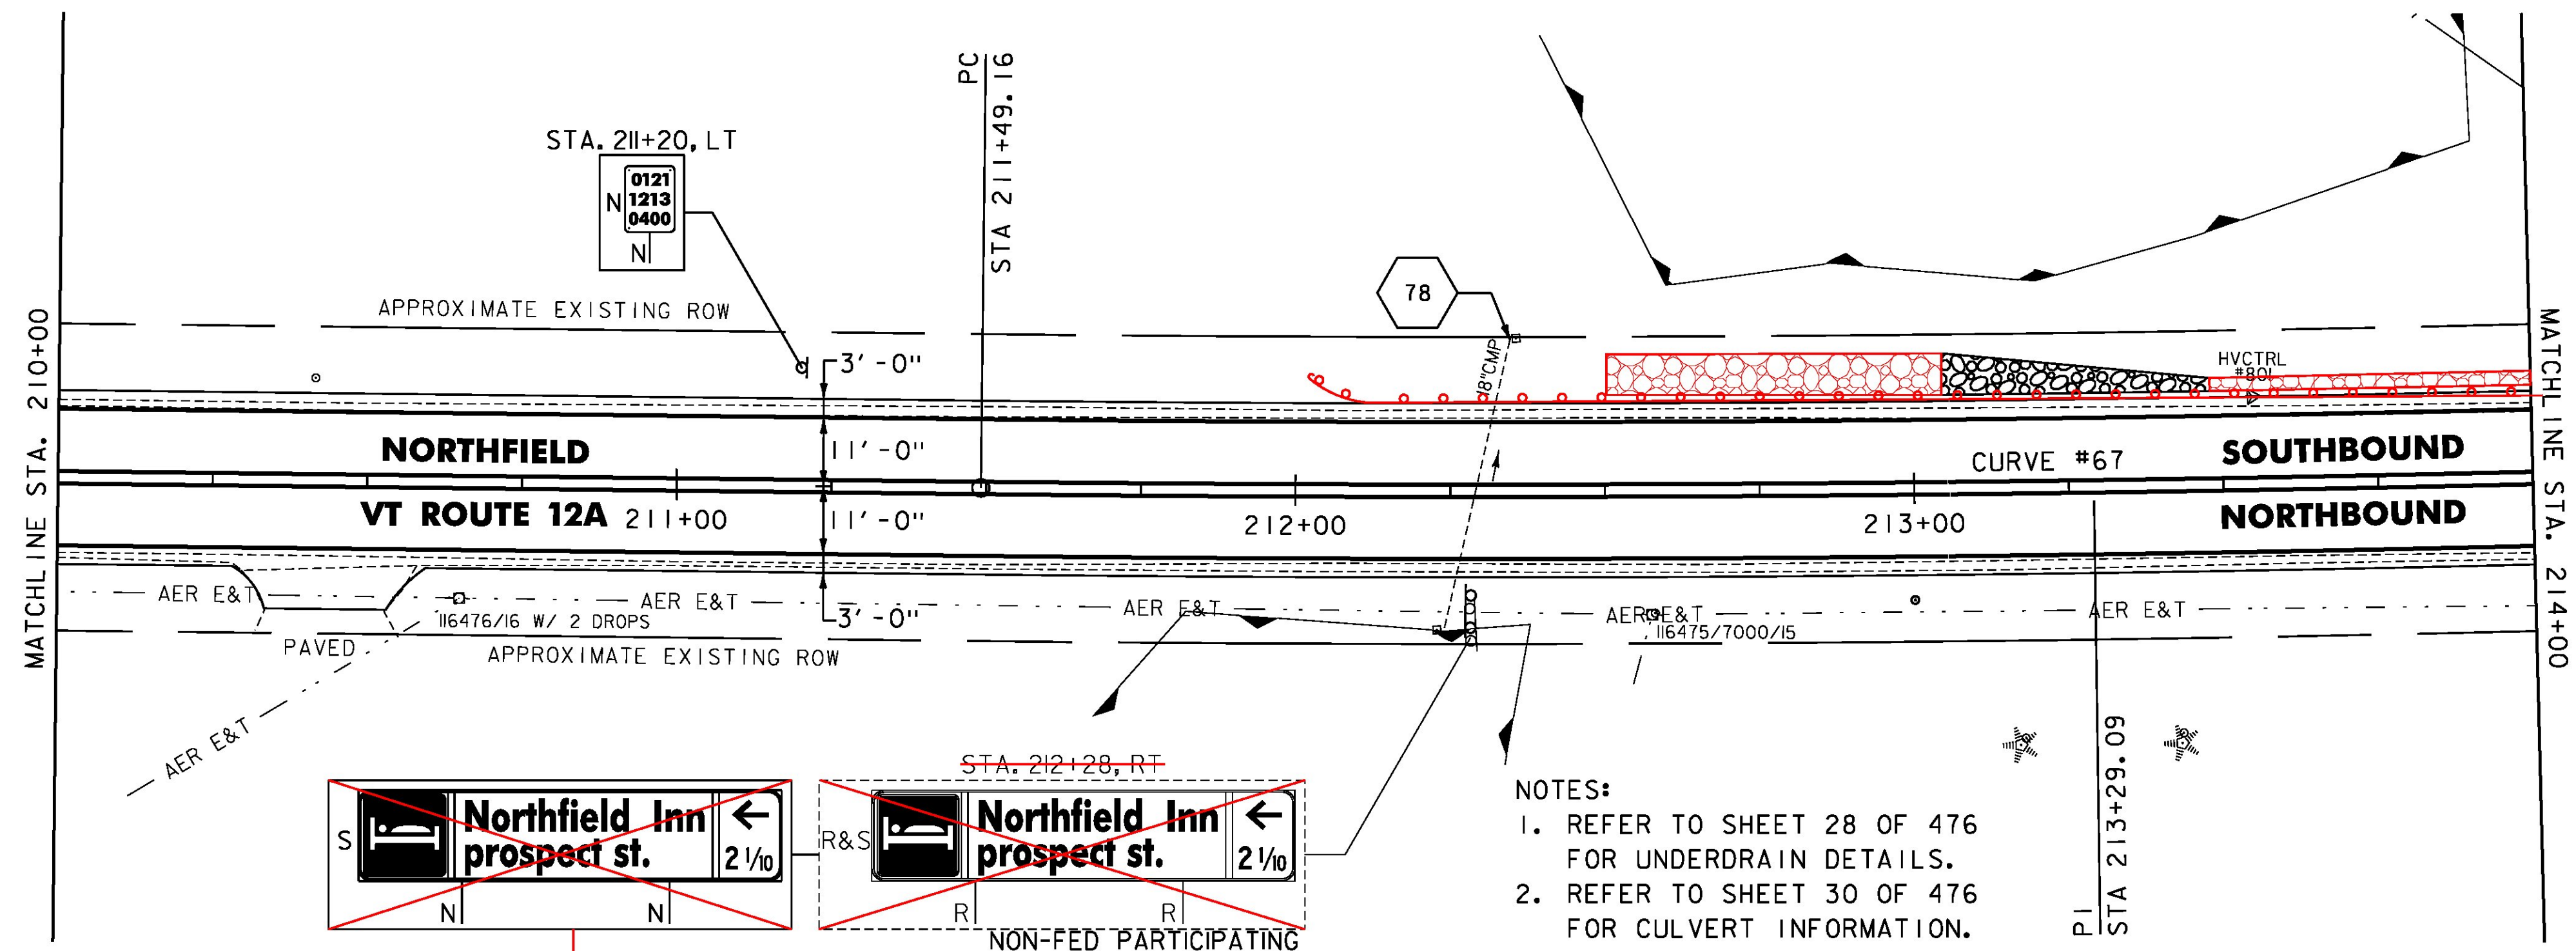 MATCHLINE STA. 210+00
STA. 211+20, LT
0121
1213
0400
N
N
PC
STA 211+49.16
APPROXIMATE EXISTING ROW
3'-0"
11'-0"
11'-0"
3'-0"
78
18"CMP
HVCTRL
#80L
NORTHFIELD
VT ROUTE 12A
211+00
212+00
213+00
CURVE #67
SOUTHBOUND
NORTHBOUND
MATCHLINE STA. 214+00
AER E&T
AER E&T
AER E&T
AER E&T
AER E&T
116476/16 W/ 2 DROPS
116475/7000/15
PAVED
APPROXIMATE EXISTING ROW
AER E&T
STA. 212+28, RT
S
Northfield Inn
prospect st.
2 1/10
N
N
R&S
Northfield Inn
prospect st.
2 1/10
R
R
NON-FED PARTICIPATING
NOTES:
1. REFER TO SHEET 28 OF 476
FOR UNDERDRAIN DETAILS.
2. REFER TO SHEET 30 OF 476
FOR CULVERT INFORMATION.
PI
STA 213+29.09